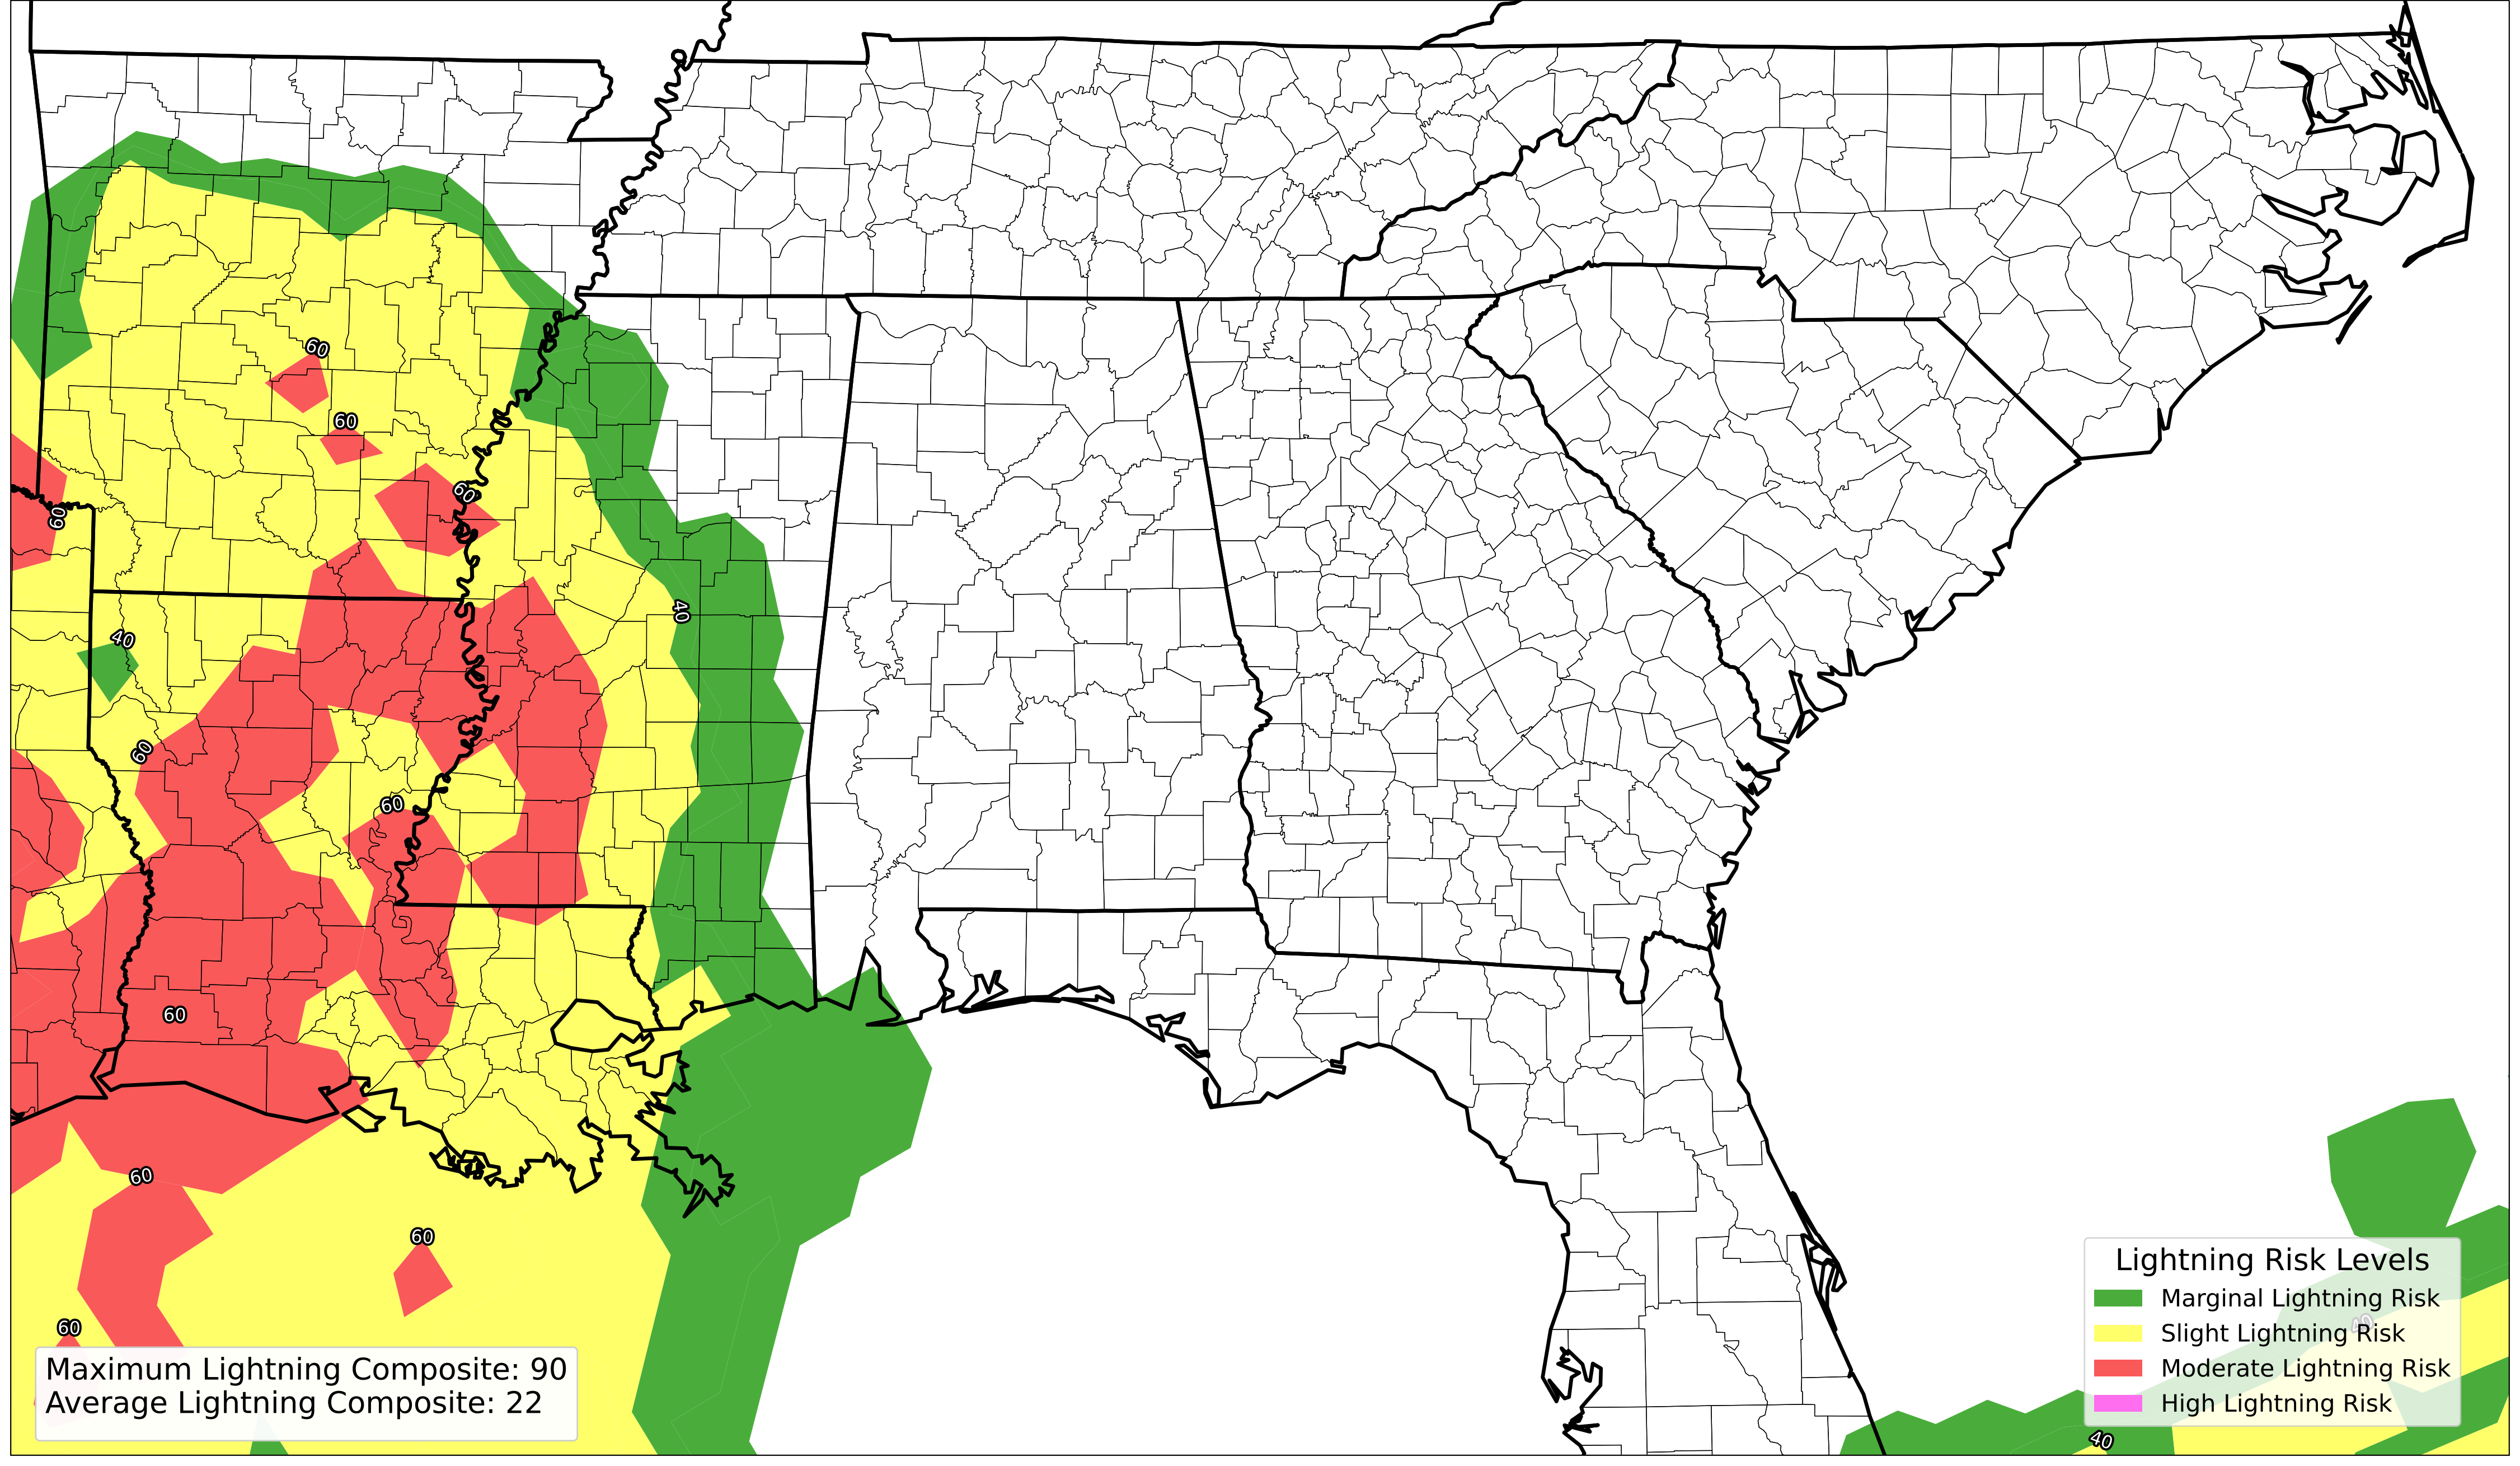 60
60
60
60
40
40
60
60
60
60
60
60
Lightning Risk Levels
Marginal Lightning Risk
Slight Lightning Risk
Moderate Lightning Risk
High Lightning Risk
40
Maximum Lightning Composite: 90
Average Lightning Composite: 22
40